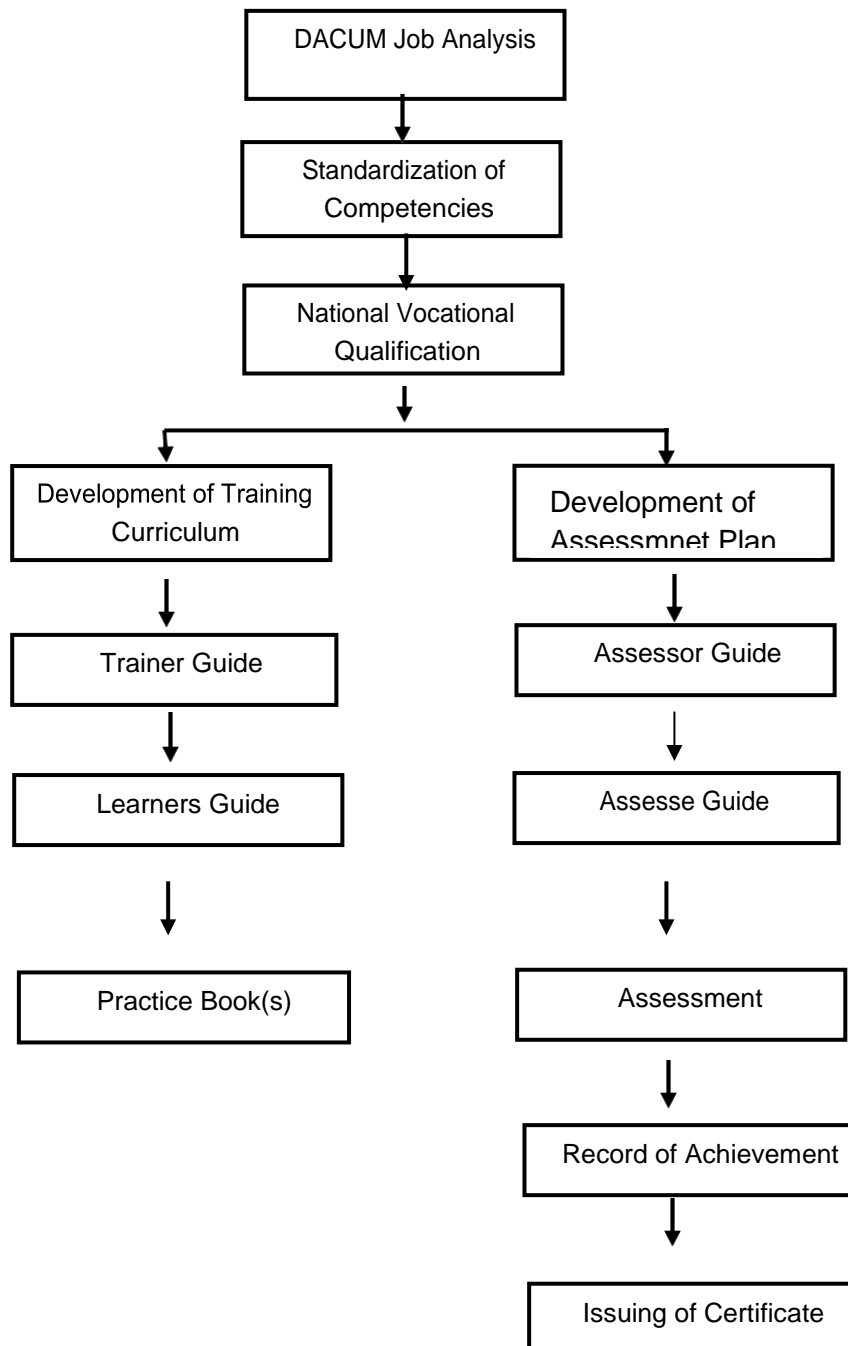 DACUM Job Analysis
Standardization of
Competencies
National Vocational
Qualification
Development of Training
Curriculum
Development of
Assessmnet Plan
Trainer Guide
Assessor Guide
Learners Guide
Assesse Guide
Practice Book(s)
Assessment
Record of Achievement
Issuing of Certificate